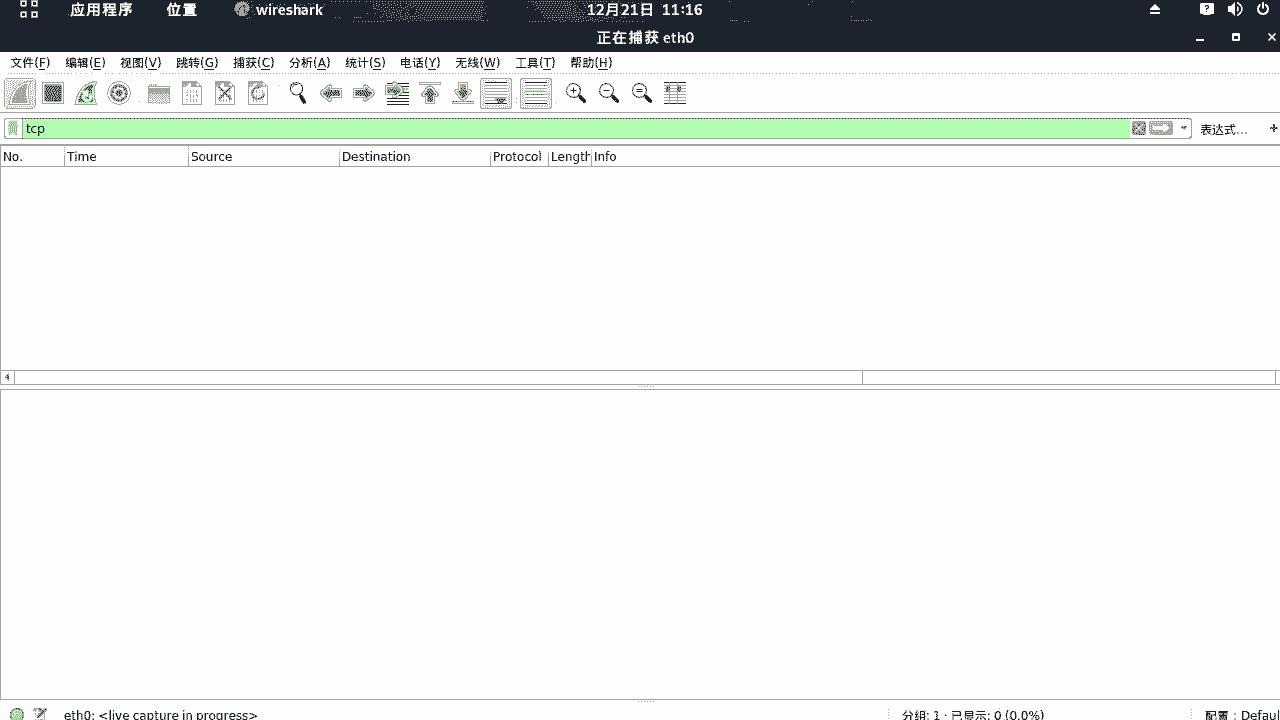 应用程序 位置 wireshark 12月21日 11:16
正在捕获 eth0
文件(F) 编辑(E) 视图(V) 跳转(G) 捕获(C) 分析(A) 统计(S) 电话(Y) 无线(W) 工具(T) 帮助(H)
tcp 表达式…
No. Time Source Destination Protocol Length Info
eth0: <live capture in progress> 分组: 1 · 已显示: 0 (0.0%) 配置: Defaul